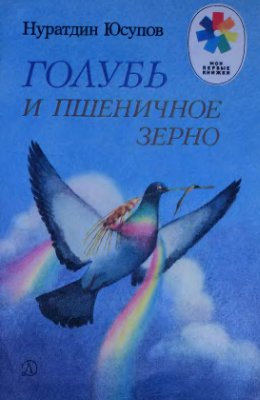 Нуратдин Юсупов
МОИ
ПЕРВЫЕ
КНИЖКИ
ГОЛУБЬ
И ПШЕНИЧНОЕ
ЗЕРНО